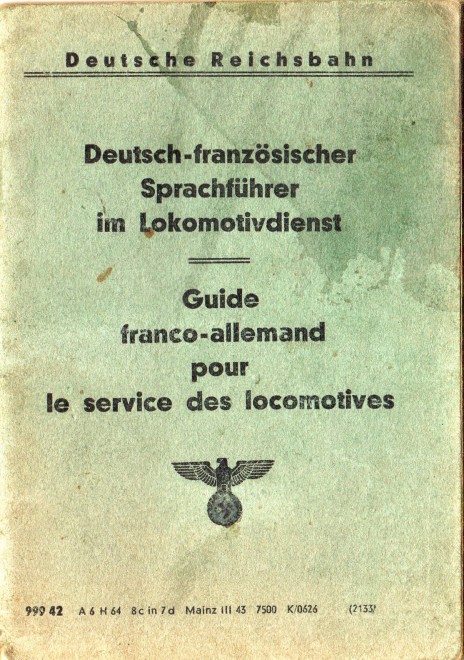 Deutsche Reichsbahn
Deutsch-französischer
Sprachführer
im Lokomotivdienst
Guide
franco-allemand
pour
le service des locomotives
999 42 A 6 H 64 8c in 7d Mainz III 43 7500 K/0626 (2133)